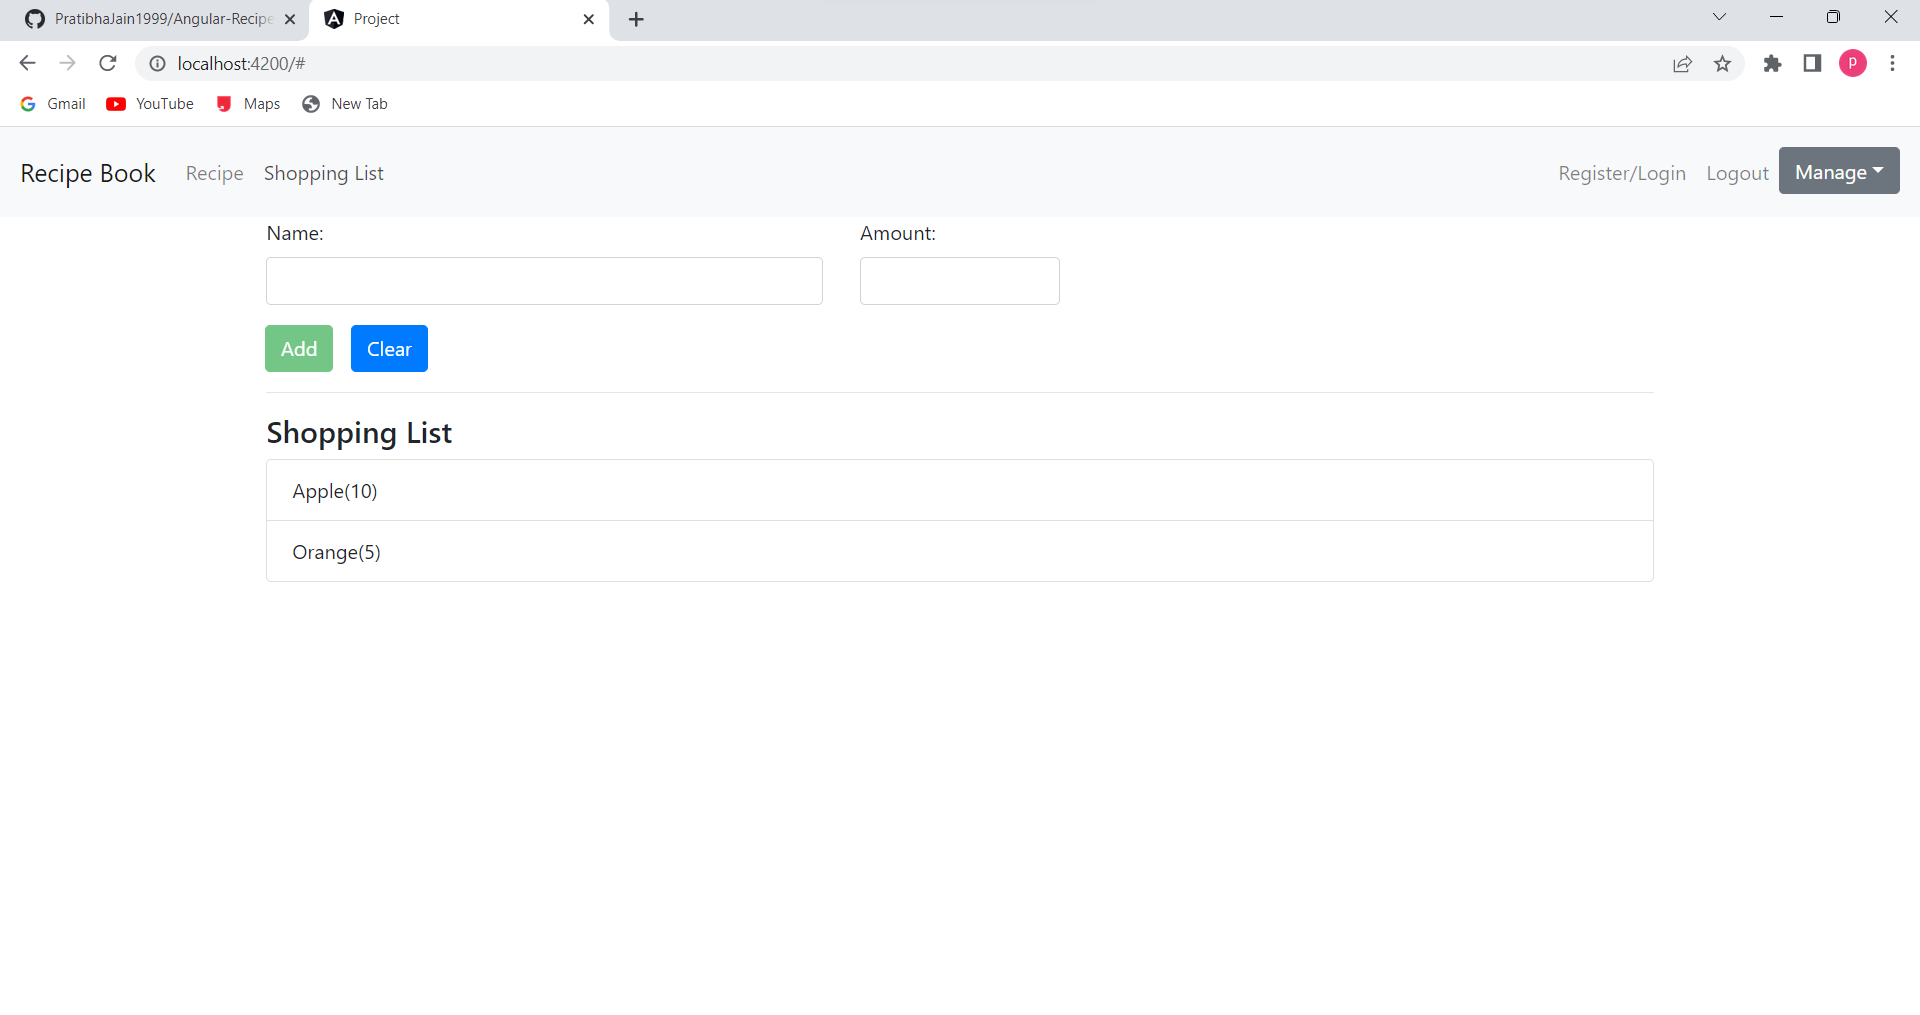 PratibhaJain1999/Angular-Recipe
Project
localhost:4200/#
P
Gmail YouTube Maps New Tab
Recipe Book Recipe Shopping List Register/Login Logout Manage
Name: Amount:
Add Clear
Shopping List
Apple(10)
Orange(5)